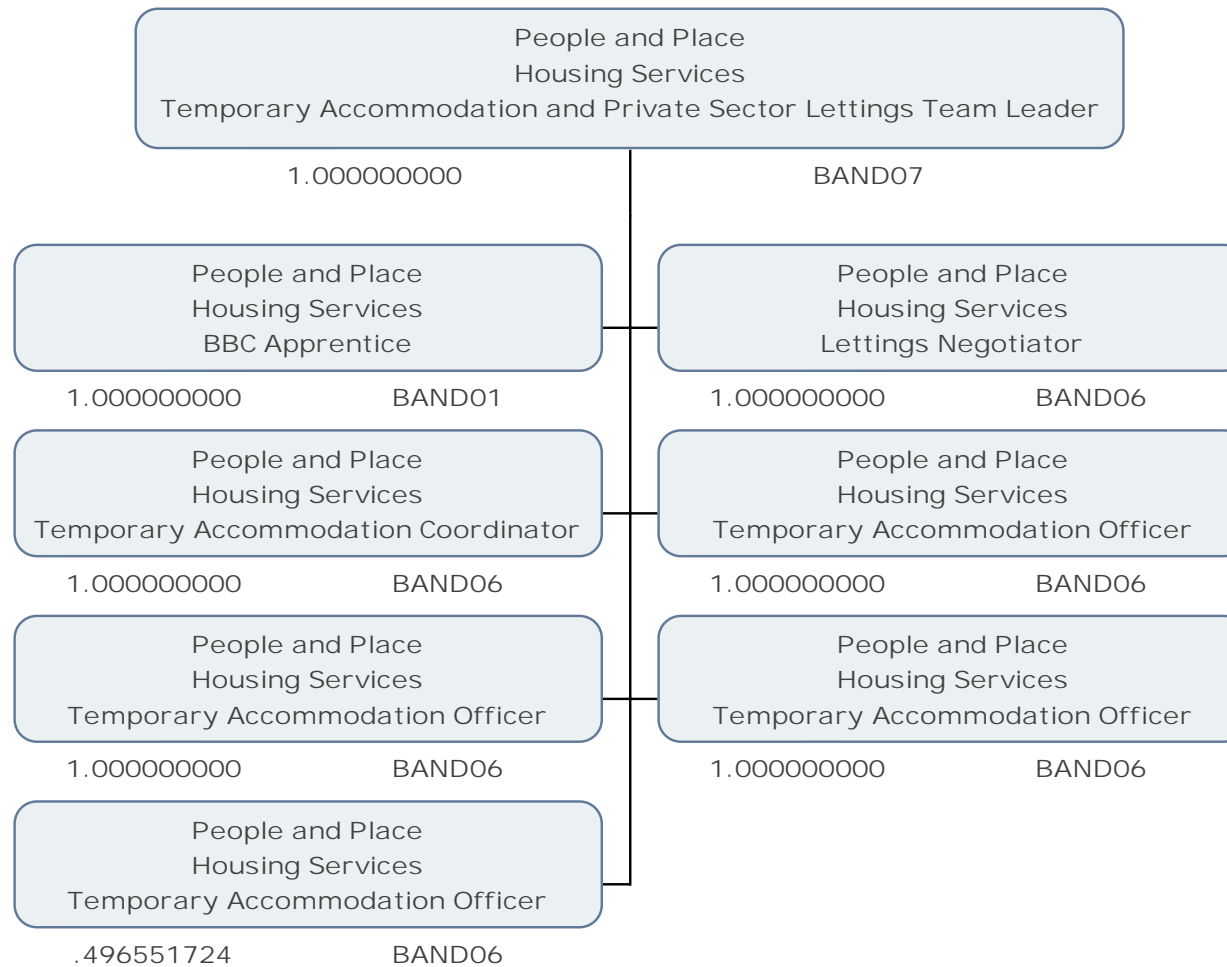 People and Place
Housing Services
Temporary Accommodation and Private Sector Lettings Team Leader
1.000000000 BAND07
People and Place
Housing Services
BBC Apprentice
1.000000000 BAND01
People and Place
Housing Services
Lettings Negotiator
1.000000000 BAND06
People and Place
Housing Services
Temporary Accommodation Coordinator
1.000000000 BAND06
People and Place
Housing Services
Temporary Accommodation Officer
1.000000000 BAND06
People and Place
Housing Services
Temporary Accommodation Officer
1.000000000 BAND06
People and Place
Housing Services
Temporary Accommodation Officer
1.000000000 BAND06
People and Place
Housing Services
Temporary Accommodation Officer
.496551724 BAND06